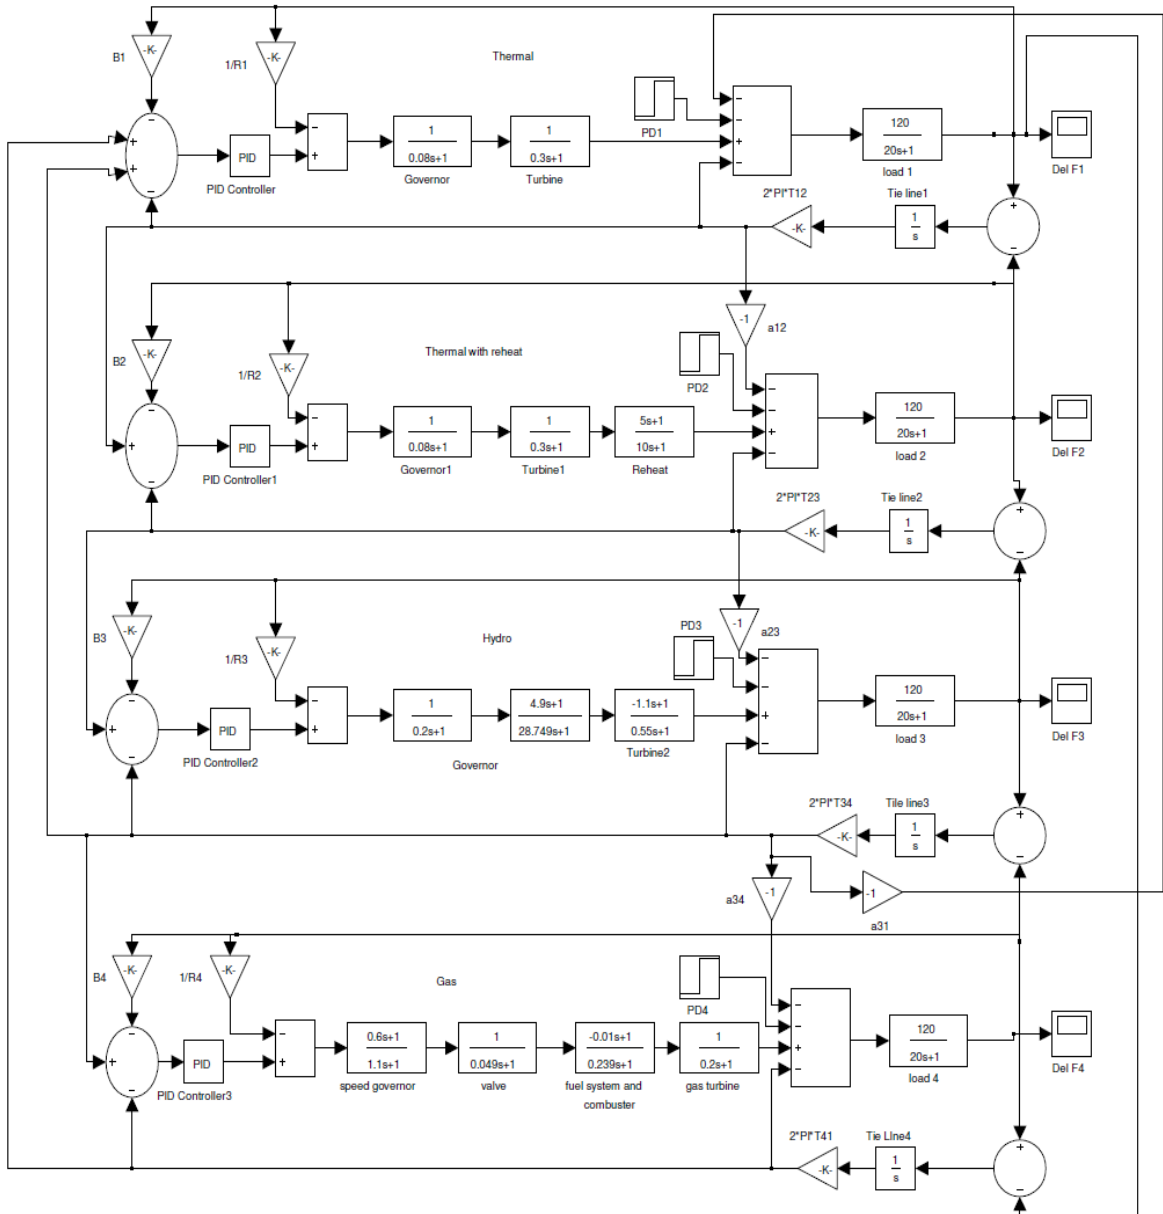 B1
-K-
1/R1
-K-
Thermal
−
+
+
−
PID
PID Controller
−
+
1
0.08s+1
Governor
1
0.3s+1
Turbine
PD1
−
−
+
−
120
20s+1
load 1
Del F1
2*PI*T12
-K-
Tie line1
1
s
+
−
B2
-K-
1/R2
-K-
Thermal with reheat
-1
a12
PD2
−
+
−
PID
PID Controller1
−
+
1
0.08s+1
Governor1
1
0.3s+1
Turbine1
5s+1
10s+1
Reheat
−
−
+
−
120
20s+1
load 2
Del F2
2*PI*T23
-K-
Tie line2
1
s
+
−
B3
-K-
1/R3
-K-
Hydro
-1
a23
PD3
−
+
−
PID
PID Controller2
−
+
1
0.2s+1
4.9s+1
28.749s+1
Governor
-1.1s+1
0.55s+1
Turbine2
−
−
+
−
120
20s+1
load 3
Del F3
2*PI*T34
-K-
Tile line3
1
s
+
−
a34
-1
-1
a31
B4
-K-
1/R4
-K-
Gas
PD4
−
+
−
PID
PID Controller3
−
+
0.6s+1
1.1s+1
speed governor
1
0.049s+1
valve
-0.01s+1
0.239s+1
fuel system and
combuster
1
0.2s+1
gas turbine
−
−
+
−
120
20s+1
load 4
Del F4
2*PI*T41
-K-
Tie LIne4
1
s
+
−